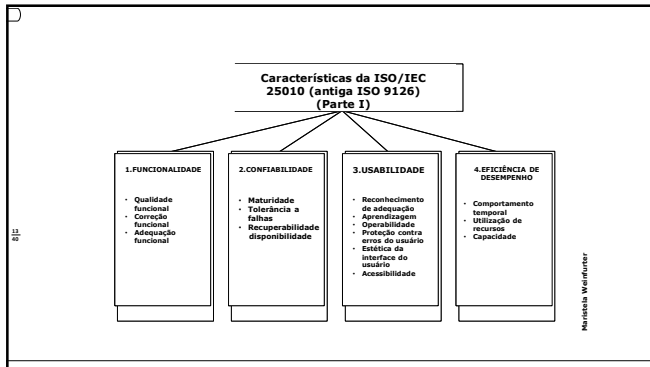 Características da ISO/IEC
25010 (antiga ISO 9126)
(Parte I)
1.FUNCIONALIDADE
• Qualidade
funcional
• Correção
funcional
• Adequação
funcional
2.CONFIABILIDADE
• Maturidade
• Tolerância a
falhas
• Recuperabilidade
disponibilidade
3.USABILIDADE
• Reconhecimento
de adequação
• Aprendizagem
• Operabilidade
• Proteção contra
erros do usuário
• Estética da
interface do
usuário
• Acessibilidade
4.EFICIÊNCIA DE
DESEMPENHO
• Comportamento
temporal
• Utilização de
recursos
• Capacidade
13
40
Maristela Weinfurter